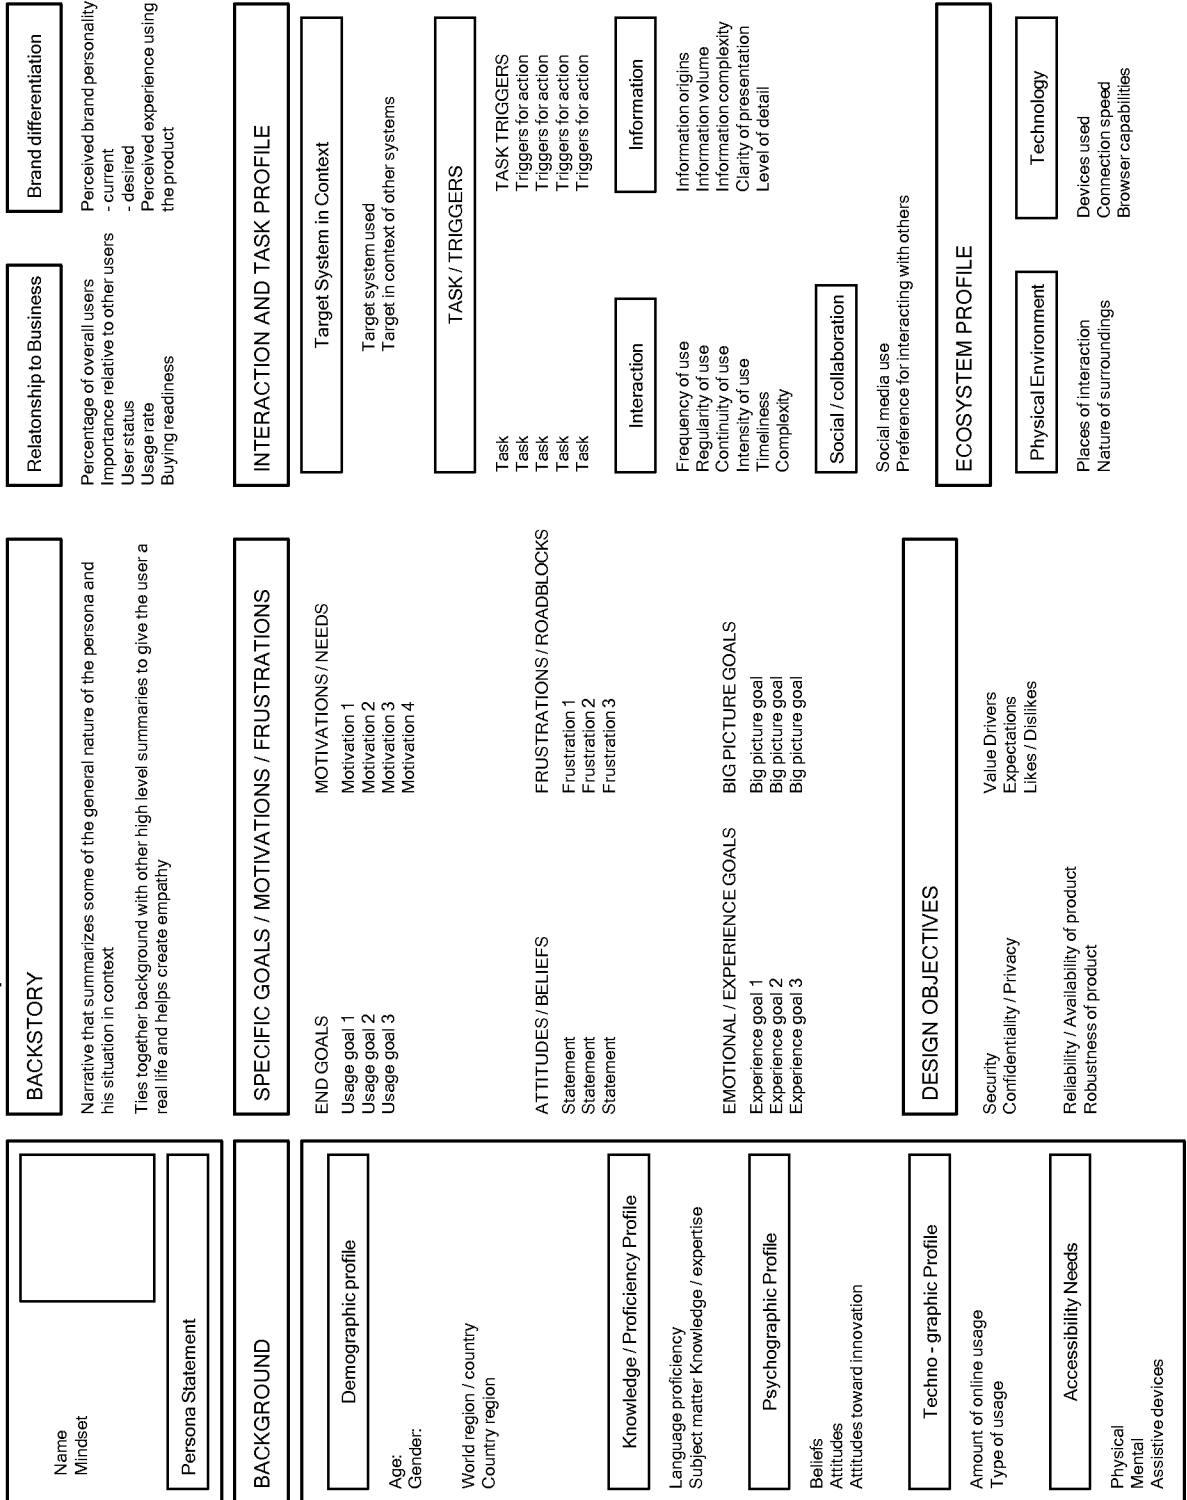 Name
Mindset
Persona Statement
BACKGROUND
Demographic profile
Age:
Gender:
World region / country
Country region
Knowledge / Proficiency Profile
Language proficiency
Subject matter Knowledge / expertise
Psychographic Profile
Beliefs
Attitudes
Attitudes toward innovation
Techno - graphic Profile
Amount of online usage
Type of usage
Accessibility Needs
Physical
Mental
Assistive devices
BACKSTORY
Narrative that summarizes some of the general nature of the persona and
his situation in context
Ties together background with other high level summaries to give the user a
real life and helps create empathy
SPECIFIC GOALS / MOTIVATIONS / FRUSTRATIONS
END GOALS
Usage goal 1
Usage goal 2
Usage goal 3
MOTIVATIONS / NEEDS
Motivation 1
Motivation 2
Motivation 3
Motivation 4
ATTITUDES / BELIEFS
Statement
Statement
Statement
FRUSTRATIONS / ROADBLOCKS
Frustration 1
Frustration 2
Frustration 3
EMOTIONAL / EXPERIENCE GOALS
Experience goal 1
Experience goal 2
Experience goal 3
BIG PICTURE GOALS
Big picture goal
Big picture goal
Big picture goal
DESIGN OBJECTIVES
Security
Confidentiality / Privacy
Reliability / Availability of product
Robustness of product
Value Drivers
Expectations
Likes / Dislikes
Relatonship to Business
Percentage of overall users
Importance relative to other users
User status
Usage rate
Buying readiness
Brand differentiation
Perceived brand personality
- current
- desired
Perceived experience using
the product
INTERACTION AND TASK PROFILE
Target System in Context
Target system used
Target in context of other systems
TASK / TRIGGERS
Task
Task
Task
Task
Task
TASK TRIGGERS
Triggers for action
Triggers for action
Triggers for action
Triggers for action
Interaction
Frequency of use
Regularity of use
Continuity of use
Intensity of use
Timeliness
Complexity
Information
Information origins
Information volume
Information complexity
Clarity of presentation
Level of detail
Social / collaboration
Social media use
Preference for interacting with others
ECOSYSTEM PROFILE
Physical Environment
Places of interaction
Nature of surroundings
Technology
Devices used
Connection speed
Browser capabilities